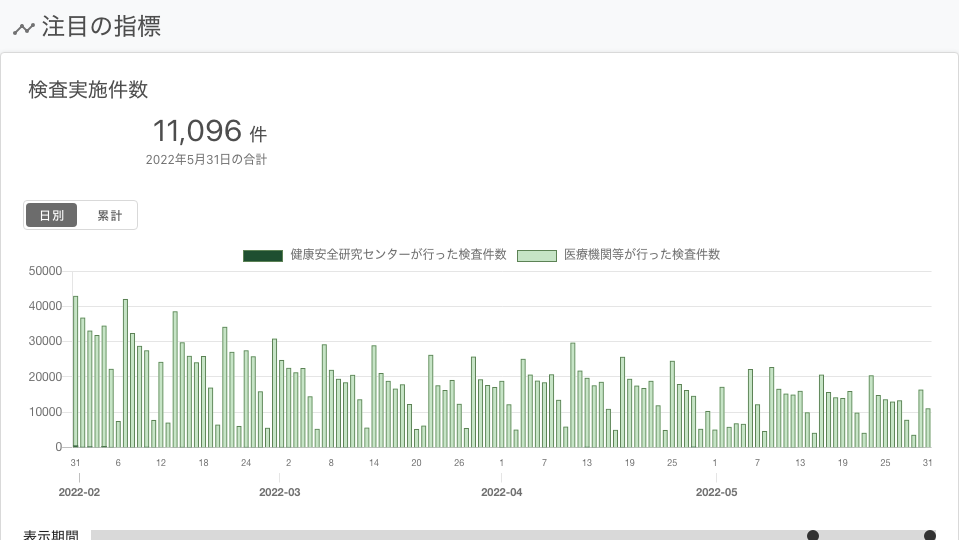 注目の指標
検査実施件数
11,096 件
2022年5月31日の合計
日別 累計
健康安全研究センターが行った検査件数 医療機関等が行った検査件数
50000
40000
30000
20000
10000
0
31 6 12 18 24 2 8 14 20 26 1 7 13 19 25 1 7 13 19 25 31
2022-02 2022-03 2022-04 2022-05
表示期間